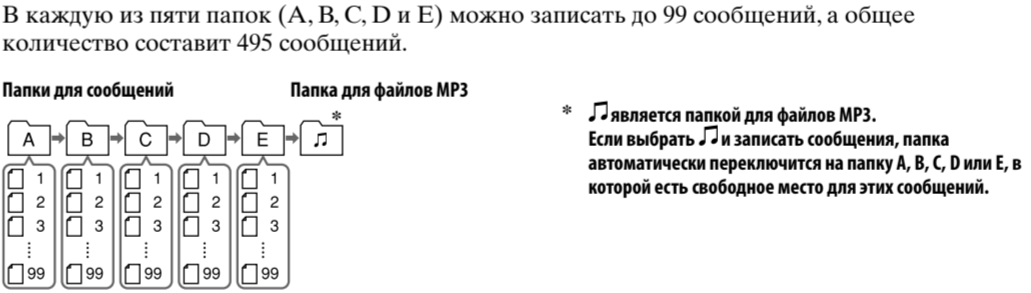 В каждую из пяти папок (A, B, C, D и E) можно записать до 99 сообщений, а общее
количество составит 495 сообщений.
Папки для сообщений
Папка для файлов MP3
*
A B C D E ♫
1 1 1 1 1
2 2 2 2 2
3 3 3 3 3
99 99 99 99 99
* ♫ является папкой для файлов MP3.
Если выбрать ♫ и записать сообщения, папка
автоматически переключится на папку A, B, C, D или E, в
которой есть свободное место для этих сообщений.